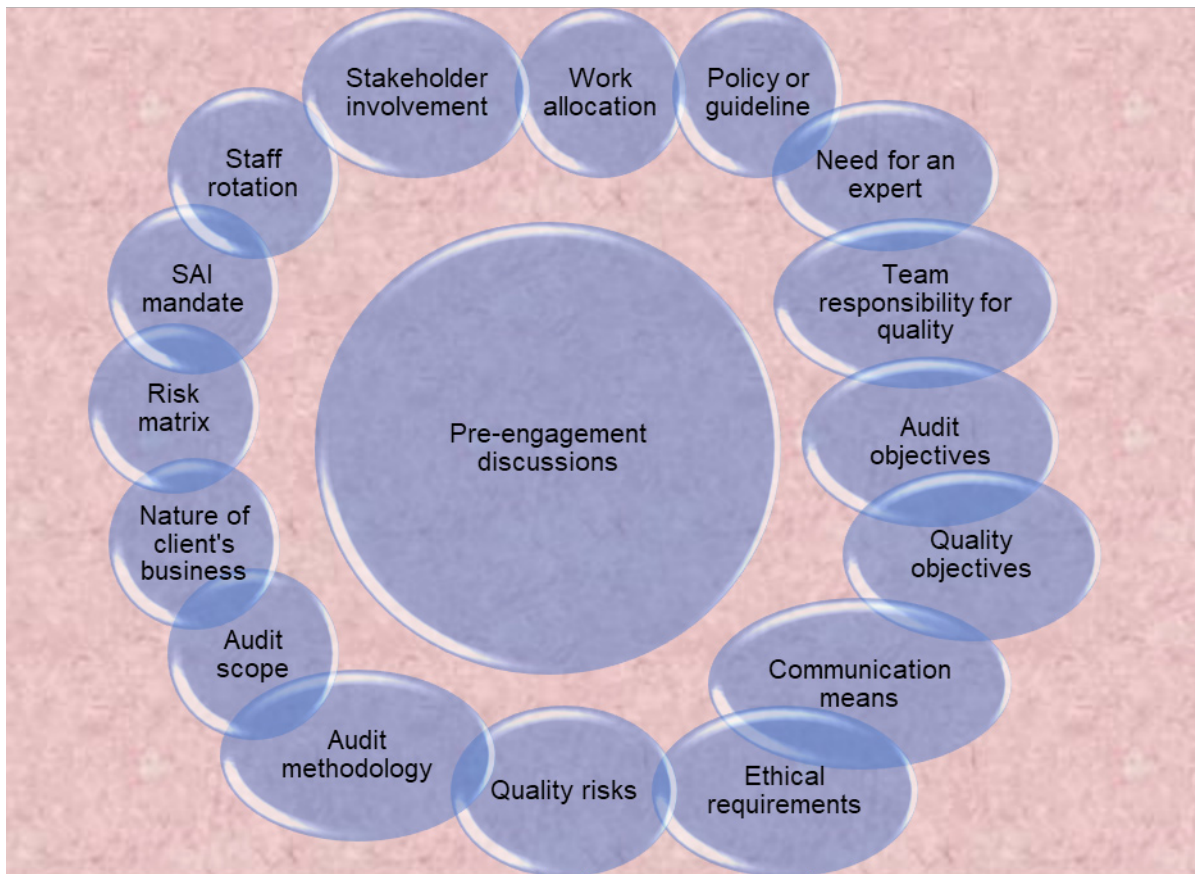 Stakeholder
involvement
Work
allocation
Policy or
guideline
Need for an
expert
Team
responsibility for
quality
Audit
objectives
Quality
objectives
Communication
means
Ethical
requirements
Quality risks
Audit
methodology
Audit
scope
Nature of
client's
business
Risk
matrix
SAI
mandate
Staff
rotation
Pre-engagement
discussions